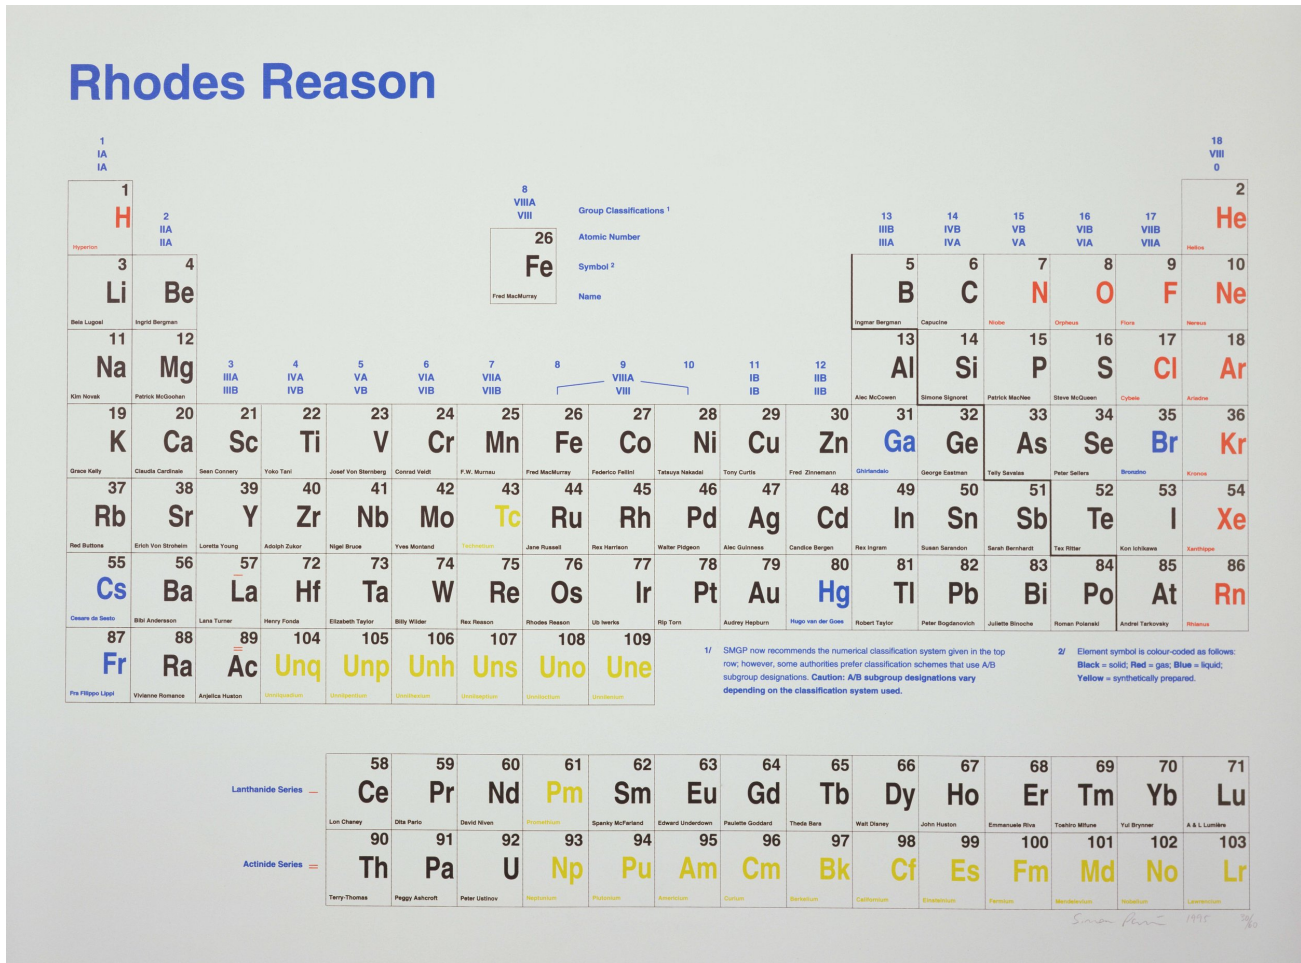 Rhodes Reason
1
IA
IA
18
VIII
0
1
H
Hyperion
2
IIA
IIA
8
VIIIA
VIII
Group Classifications 1
26
Atomic Number
Fe
Symbol 2
Fred MacMurray
Name
13
IIIB
IIIA
14
IVB
IVA
15
VB
VA
16
VIB
VIA
17
VIIB
VIIA
2
He
Helios
3
Li
Bela Lugosi
4
Be
Ingrid Bergman
5
B
Ingmar Bergman
6
C
Capucine
7
N
Niobe
8
O
Orpheus
9
F
Flora
10
Ne
Nereus
11
Na
Kim Novak
12
Mg
Patrick McGoohan
3
IIIA
IIIB
4
IVA
IVB
5
VA
VB
6
VIA
VIB
7
VIIA
VIIB
8
9
10
VIIIA
VIII
11
IB
IB
12
IIB
IIB
13
Al
Alec McCowen
14
Si
Simone Signoret
15
P
Patrick MacNee
16
S
Steve McQueen
17
Cl
Cybele
18
Ar
Ariadne
19
K
Grace Kelly
20
Ca
Claudia Cardinale
21
Sc
Sean Connery
22
Ti
Yoko Tani
23
V
Josef Von Sternberg
24
Cr
Conrad Veidt
25
Mn
F.W. Murnau
26
Fe
Fred MacMurray
27
Co
Federico Fellini
28
Ni
Tatsuya Nakadai
29
Cu
Tony Curtis
30
Zn
Fred Zinnemann
31
Ga
Ghirlandaio
32
Ge
George Eastman
33
As
Telly Savalas
34
Se
Peter Sellers
35
Br
Bronzino
36
Kr
Kronos
37
Rb
Red Buttons
38
Sr
Erich Von Stroheim
39
Y
Loretta Young
40
Zr
Adolph Zukor
41
Nb
Nigel Bruce
42
Mo
Yves Montand
43
Tc
Technetium
44
Ru
Jane Russell
45
Rh
Rex Harrison
46
Pd
Walter Pidgeon
47
Ag
Alec Guinness
48
Cd
Candice Bergen
49
In
Rex Ingram
50
Sn
Susan Sarandon
51
Sb
Sarah Bernhardt
52
Te
Tex Ritter
53
I
Kon Ichikawa
54
Xe
Xanthippe
55
Cs
Cesare da Sesto
56
Ba
Bibi Andersson
57
La
Lana Turner
72
Hf
Henry Fonda
75
Ta
Elizabeth Taylor
74
W
Billy Wilder
75
Re
Rex Reason
76
Os
Rhodes Reason
77
Ir
Ub Iwerks
78
Pt
Rip Torn
79
Au
Audrey Hepburn
80
Hg
Hugo van der Goes
81
Tl
Robert Taylor
82
Pb
Peter Bogdanovich
83
Bi
Juliette Binoche
84
Po
Roman Polanski
85
At
Andrei Tarkovsky
86
Rn
Rhianus
87
Fr
Fra Filippo Lippi
88
Ra
Vivianne Romance
89
Ac
Anjelica Huston
104
Unq
Unnilquadium
105
Unp
Unnilpentium
106
Unh
Unnilhexium
107
Uns
Unnilseptium
108
Uno
Unniloctium
109
Une
Unnilenium
1/ SMGP now recommends the numerical classification system given in the top
row; however, some authorities prefer classification schemes that use A/B
subgroup designations. Caution: A/B subgroup designations vary
depending on the classification system used.
2/ Element symbol is colour-coded as follows:
Black = solid; Red = gas; Blue = liquid;
Yellow = synthetically prepared.
Lanthanide Series
58
Ce
Lon Chaney
59
Pr
Dita Parlo
60
Nd
David Niven
61
Pm
Promethium
62
Sm
Spanky McFarland
63
Eu
Edward Underdown
64
Gd
Paulette Goddard
65
Tb
Theda Bara
66
Dy
Walt Disney
67
Ho
John Huston
68
Er
Emmanuele Riva
69
Tm
Toshiro Mifune
70
Yb
Yul Brynner
71
Lu
A & L Lumière
Actinide Series
90
Th
Terry-Thomas
91
Pa
Peggy Ashcroft
92
U
Peter Ustinov
93
Np
Neptunium
94
Pu
Plutonium
95
Am
Americium
96
Cm
Curium
97
Bk
Berkelium
98
Cf
Californium
99
Es
Einsteinium
100
Fm
Fermium
101
Md
Mendelevium
102
No
Nobelium
103
Lr
Lawrencium
Simon 1995